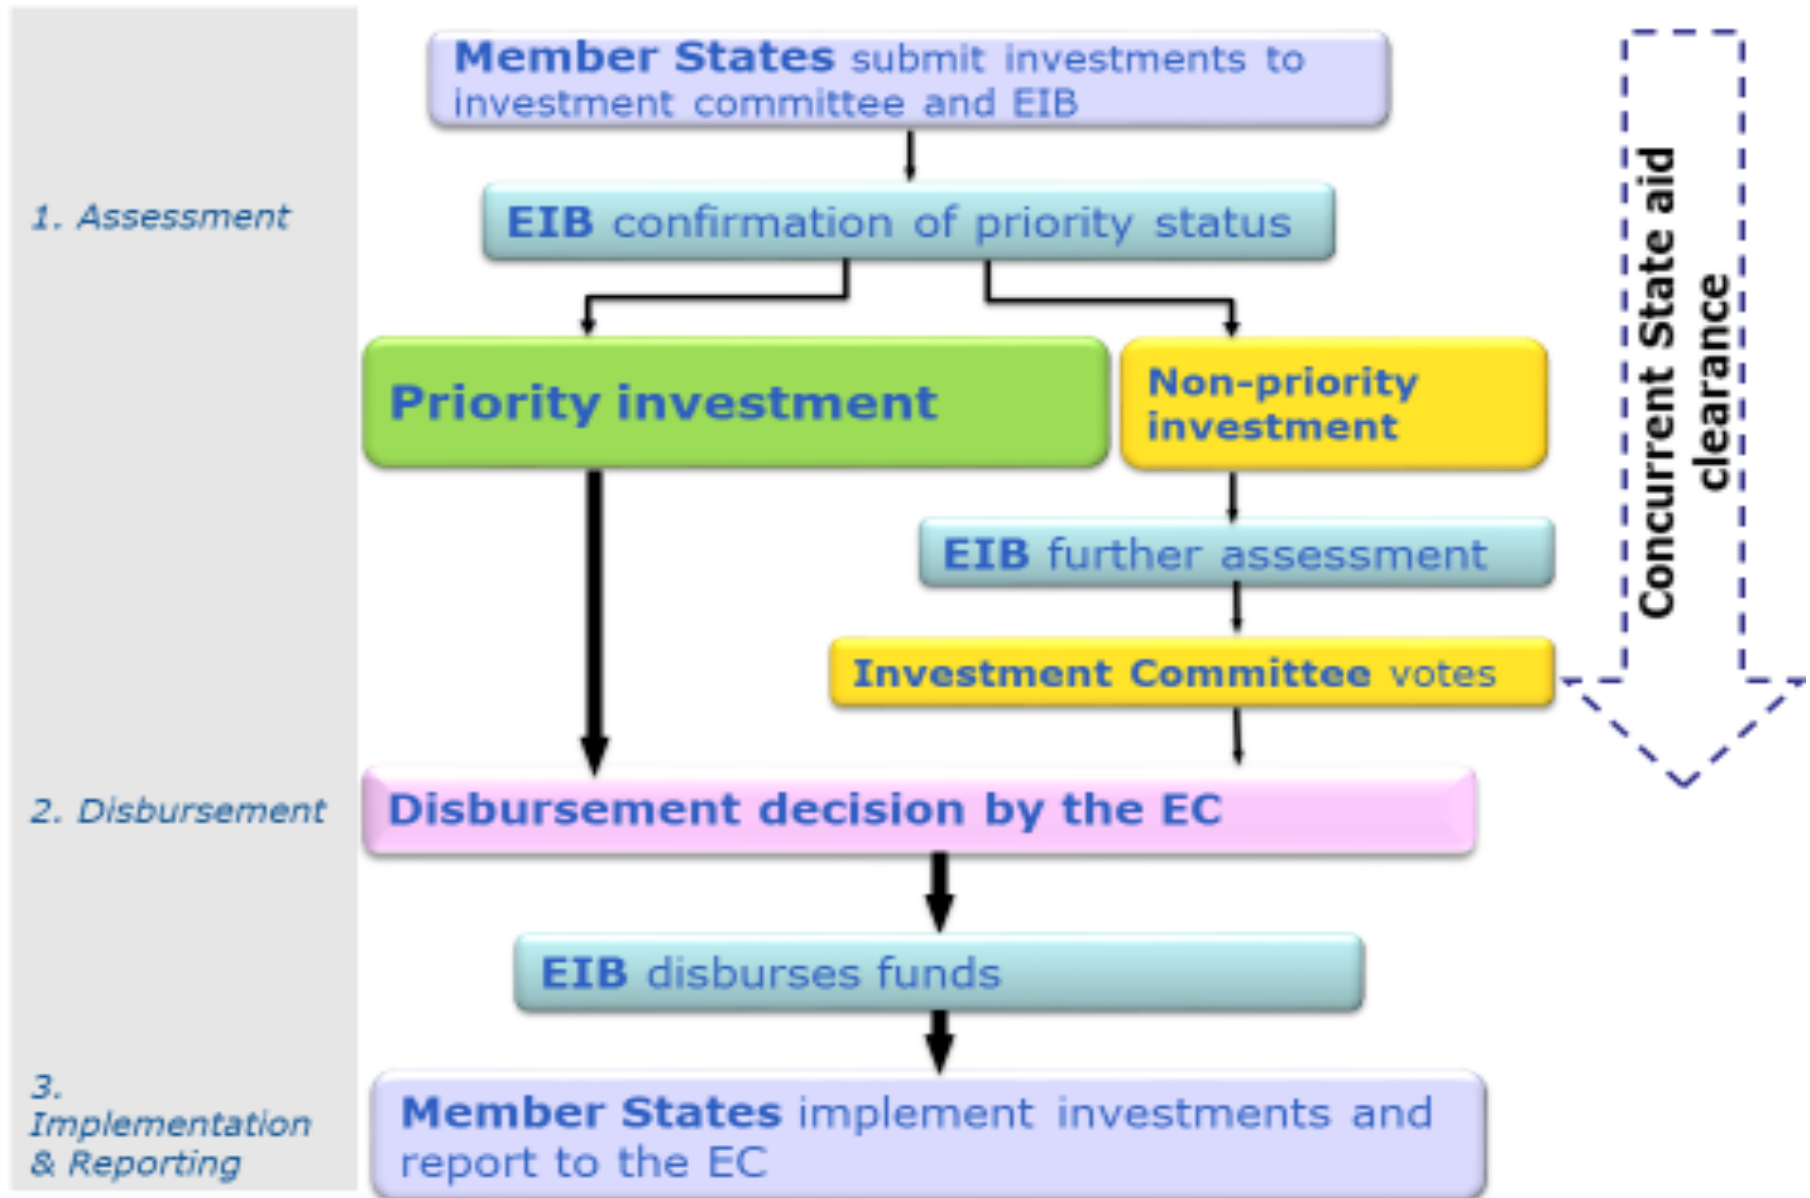 Member States submit investments to
investment committee and EIB
1. Assessment
EIB confirmation of priority status
Priority investment
Non-priority
investment
EIB further assessment
Investment Committee votes
Concurrent State aid
clearance
2. Disbursement
Disbursement decision by the EC
EIB disburses funds
3.
Implementation
& Reporting
Member States implement investments and
report to the EC